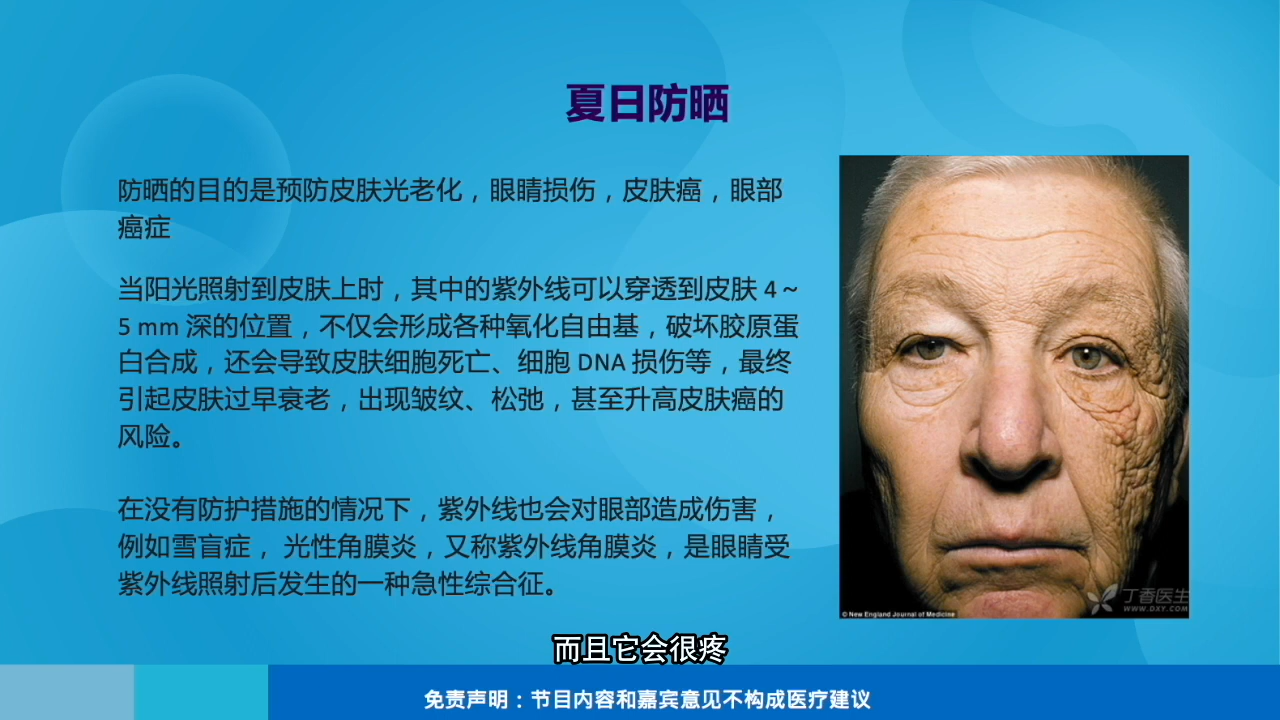 夏日防晒
防晒的目的是预防皮肤光老化，眼睛损伤，皮肤癌，眼部
癌症
当阳光照射到皮肤上时，其中的紫外线可以穿透到皮肤 4～
5 mm 深的位置，不仅会形成各种氧化自由基，破坏胶原蛋
白合成，还会导致皮肤细胞死亡、细胞 DNA 损伤等，最终
引起皮肤过早衰老，出现皱纹、松弛，甚至升高皮肤癌的
风险。
在没有防护措施的情况下，紫外线也会对眼部造成伤害，
例如雪盲症， 光性角膜炎，又称紫外线角膜炎，是眼睛受
紫外线照射后发生的一种急性综合征。
© New England Journal of Medicine
丁香医生
WWW.DXY.COM
而且它会很疼
免责声明：节目内容和嘉宾意见不构成医疗建议